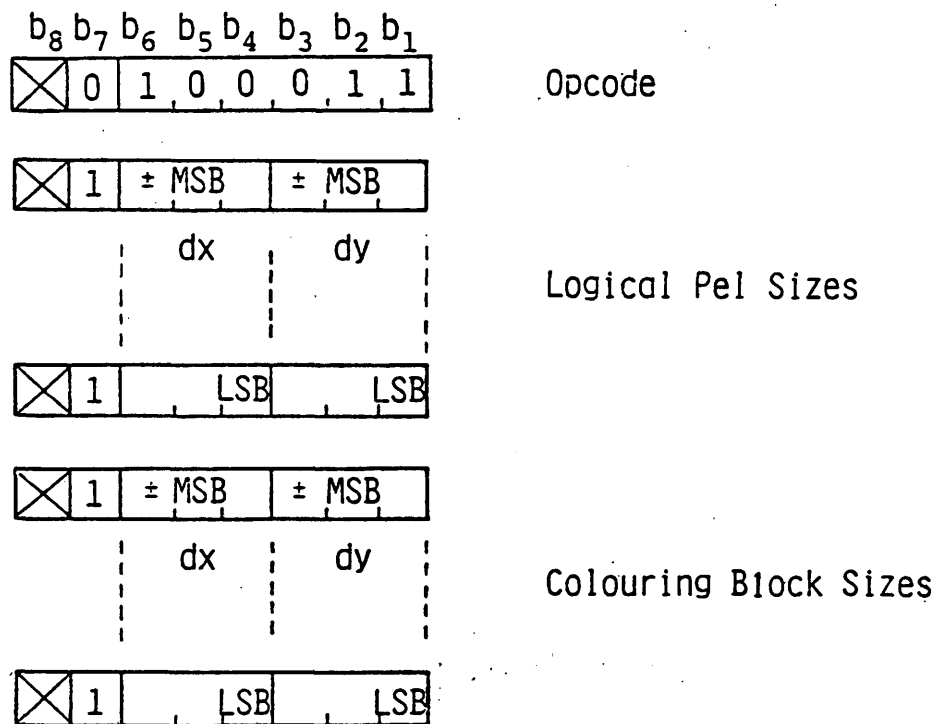 b8 b7 b6 b5 b4 b3 b2 b1
0 1 0 0 0 1 1 Opcode
1 ± MSB ± MSB
dx dy
Logical Pel Sizes
1 LSB LSB
1 ± MSB ± MSB
dx dy
Colouring Block Sizes
1 LSB LSB